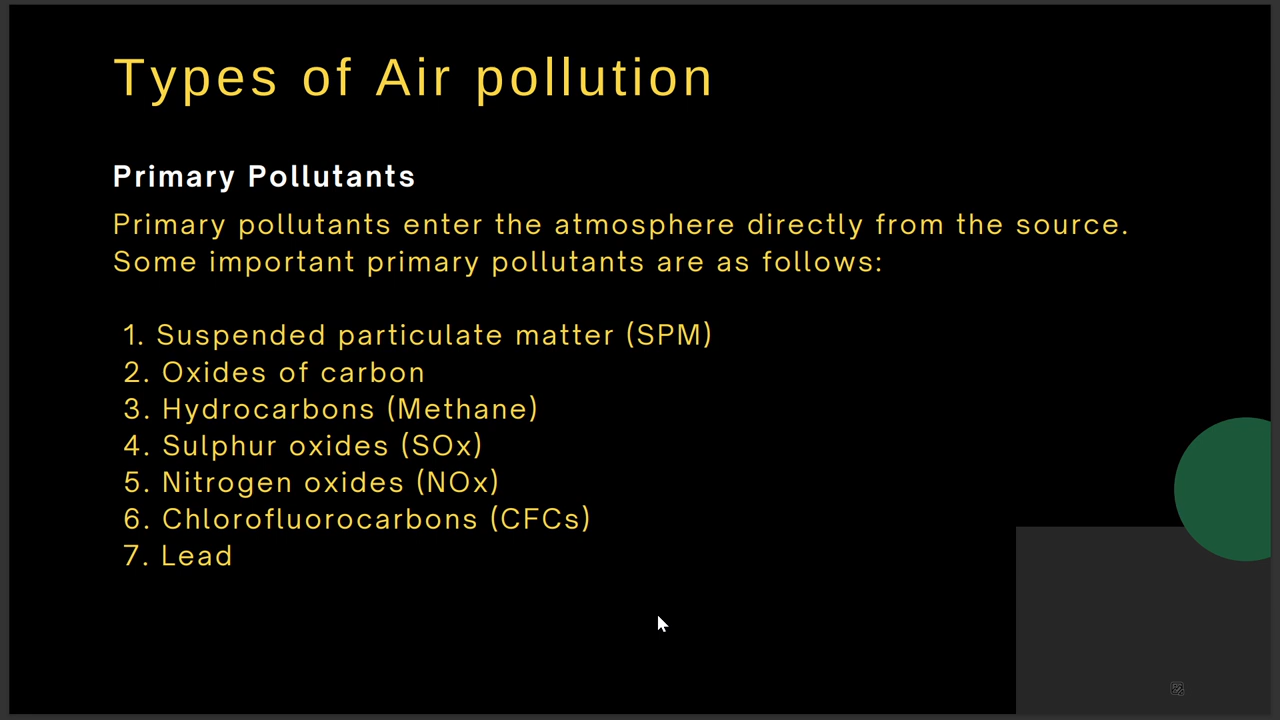 Types of Air pollution
Primary Pollutants
Primary pollutants enter the atmosphere directly from the source.
Some important primary pollutants are as follows:
1. Suspended particulate matter (SPM)
2. Oxides of carbon
3. Hydrocarbons (Methane)
4. Sulphur oxides (SOx)
5. Nitrogen oxides (NOx)
6. Chlorofluorocarbons (CFCs)
7. Lead